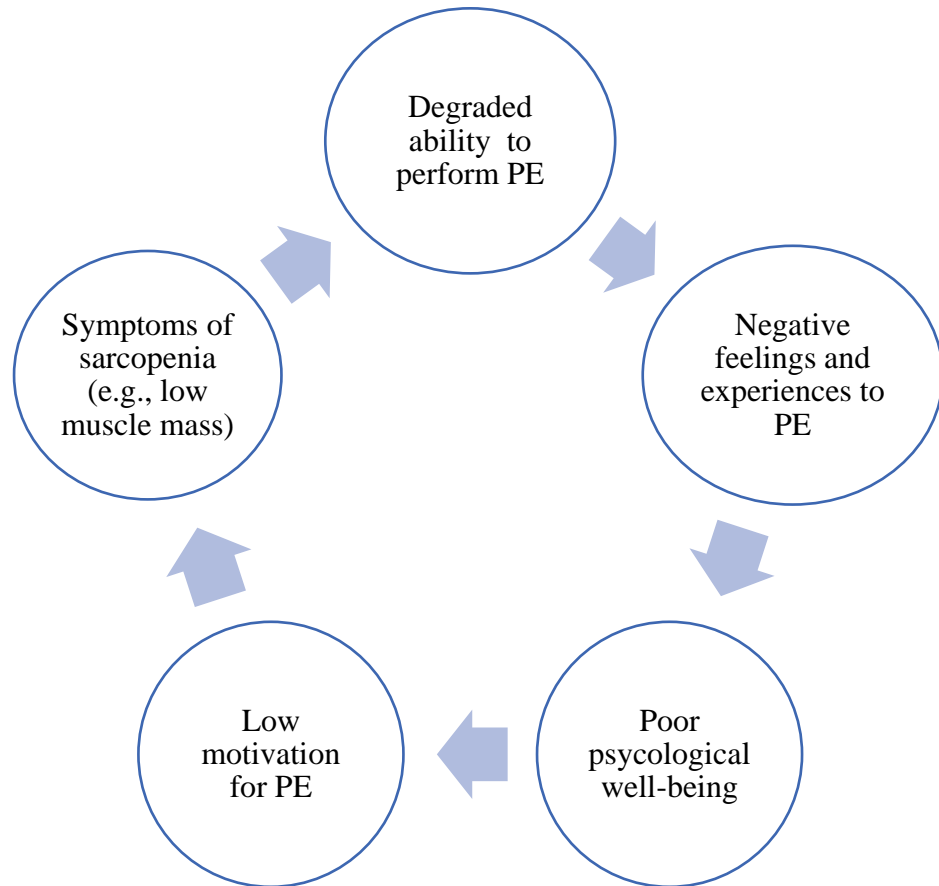 Degraded
ability to
perform PE
Negative
feelings and
experiences to
PE
Poor
psycological
well-being
Low
motivation
for PE
Symptoms of
sarcopenia
(e.g., low
muscle mass)